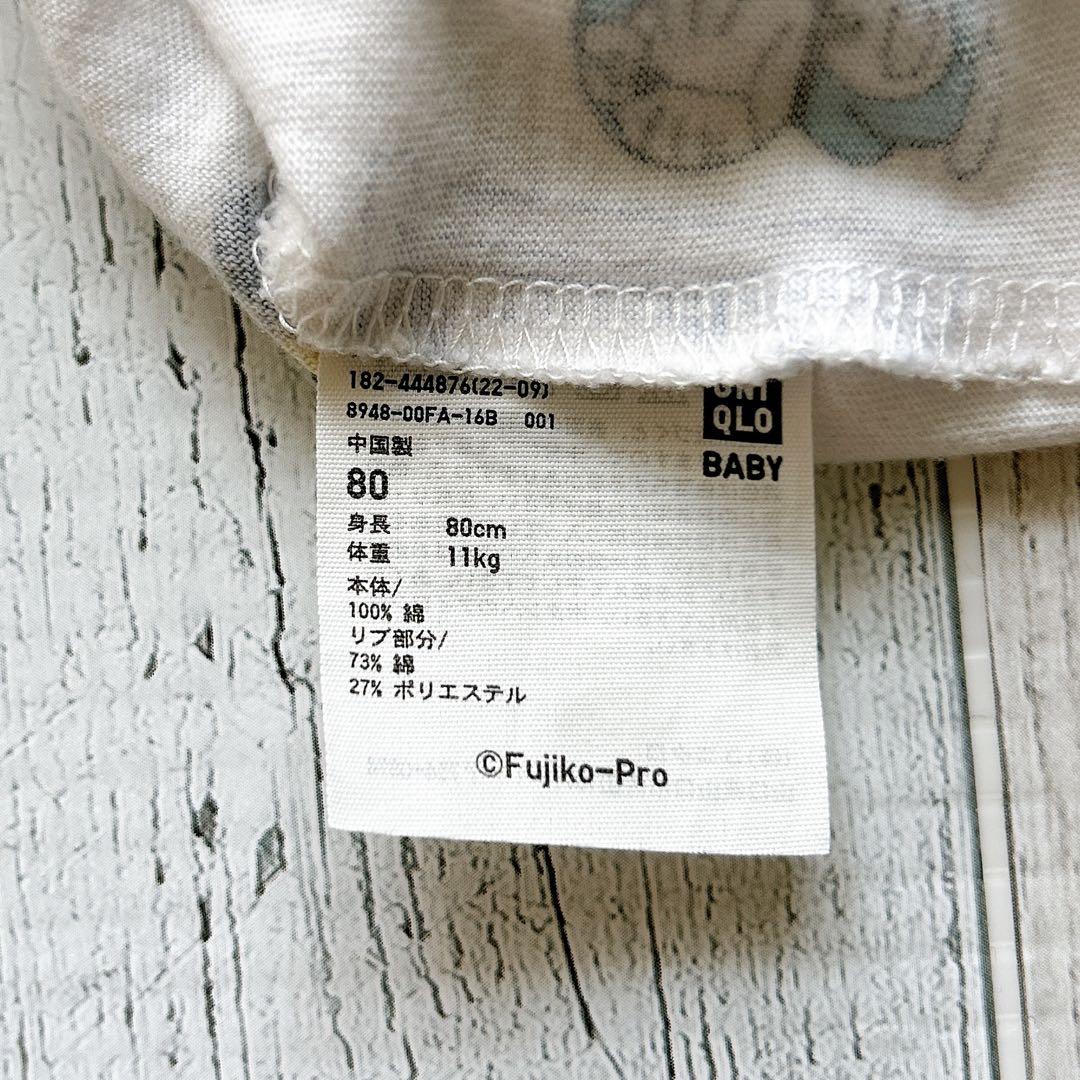 182-444876(22-09)
8948-00FA-16B 001
中国製
80
身長 80cm
体重 11kg
本体/
100% 綿
リブ部分/
73% 綿
27% ポリエステル
UNI
QLO
BABY
©Fujiko-Pro